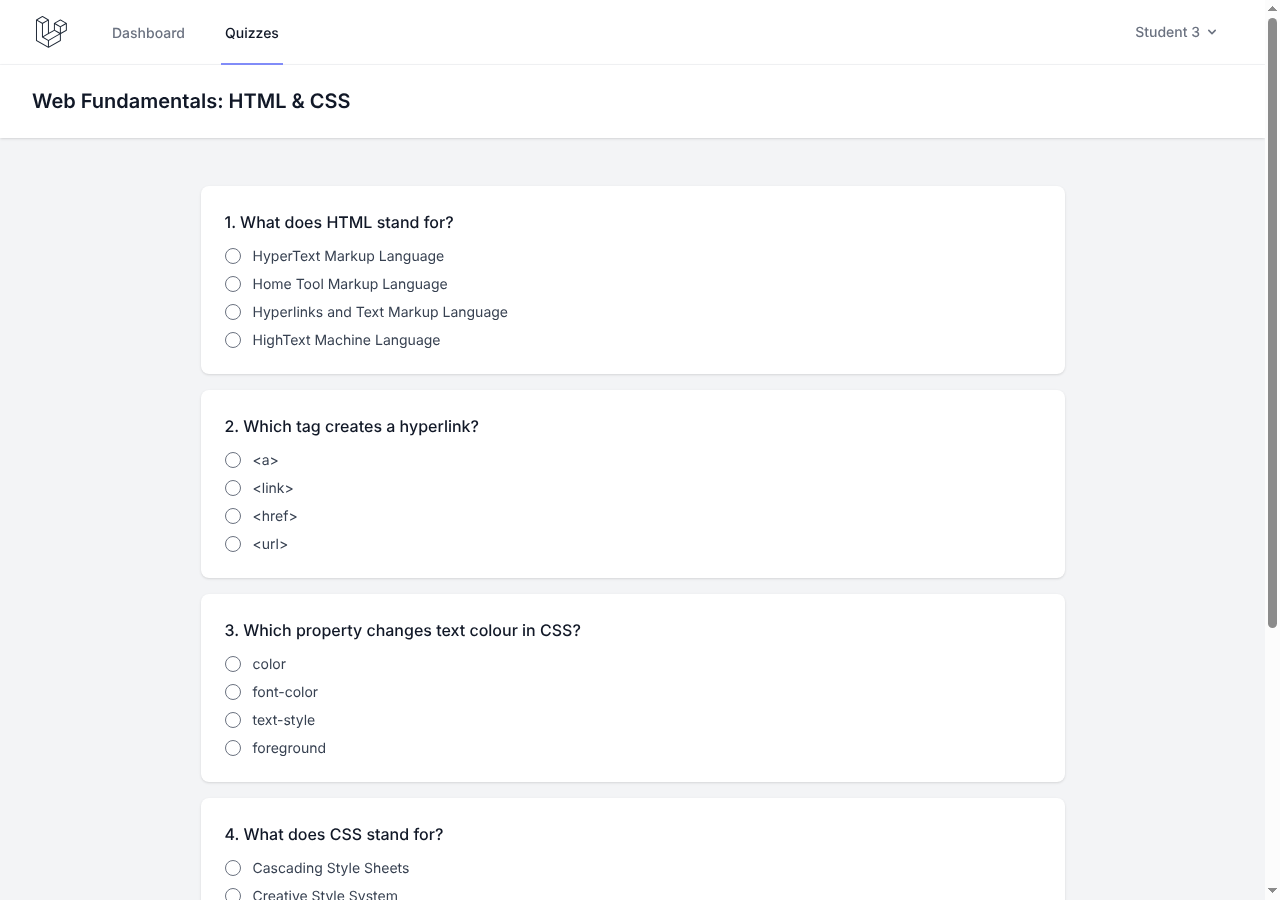 Dashboard
Quizzes
Student 3
Web Fundamentals: HTML & CSS
1. What does HTML stand for?
HyperText Markup Language
Home Tool Markup Language
Hyperlinks and Text Markup Language
HighText Machine Language
2. Which tag creates a hyperlink?
<a>
<link>
<href>
<url>
3. Which property changes text colour in CSS?
color
font-color
text-style
foreground
4. What does CSS stand for?
Cascading Style Sheets
Creative Style System